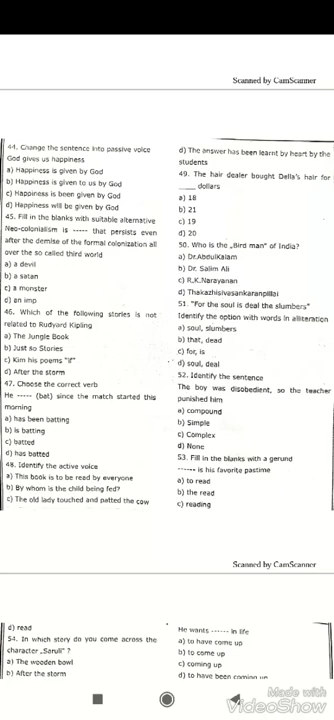 Scanned by CamScanner
44. Change the sentence into passive voice
God gives us happiness
a) Happiness is given by God
b) Happiness is given to us by God
c) Happiness is been given by God
d) Happiness will be given by God
45. Fill in the blanks with suitable alternative
Neo-colonialism is ----- that persists even
after the demise of the formal colonization all
over the so called third world
a) a devil
b) a satan
c) a monster
d) an imp
46. Which of the following stories is not
related to Rudyard Kipling
a) The Jungle Book
b) Just so Stories
c) Kim his poems "if"
d) After the storm
47. Choose the correct verb
He ----- (bat) since the match started this
morning
a) has been batting
b) is batting
c) batted
d) has batted
48. Identify the active voice
a) This book is to be read by everyone
b) By whom is the child being fed?
c) The old lady touched and patted the cow
d) The answer has been learnt by heart by the
students
49. The hair dealer bought Della's hair for
____ dollars
a) 18
b) 21
c) 19
d) 20
50. Who is the „Bird man" of India?
a) Dr.AbdulKalam
b) Dr. Salim Ali
c) R.K.Narayanan
d) Thakazhisivasankaranpillai
51. "For the soul is deal the slumbers"
Identify the option with words in alliteration
a) soul, slumbers
b) that, dead
c) for, is
d) soul, deal
52. Identify the sentence
The boy was disobedient, so the teacher
punished him
a) compound
b) Simple
c) Complex
d) None
53. Fill in the blanks with a gerund
------ is his favorite pastime
a) to read
b) the read
c) reading
Scanned by CamScanner
d) read
54. In which story do you come across the
character „Saruli" ?
a) The wooden bowl
b) After the storm
He wants ------ in life
a) to have come up
b) to come up
c) coming up
d) to have been coming up
Made with
VideoShow